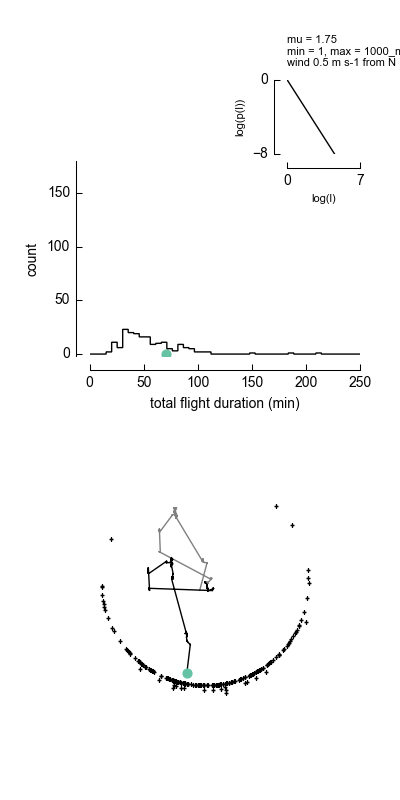 mu = 1.75
min = 1, max = 1000_m
wind 0.5 m s-1 from N
0
log(p(l))
−8
0 7
log(l)
150
100
count
50
0
0 50 100 150 200 250
total flight duration (min)